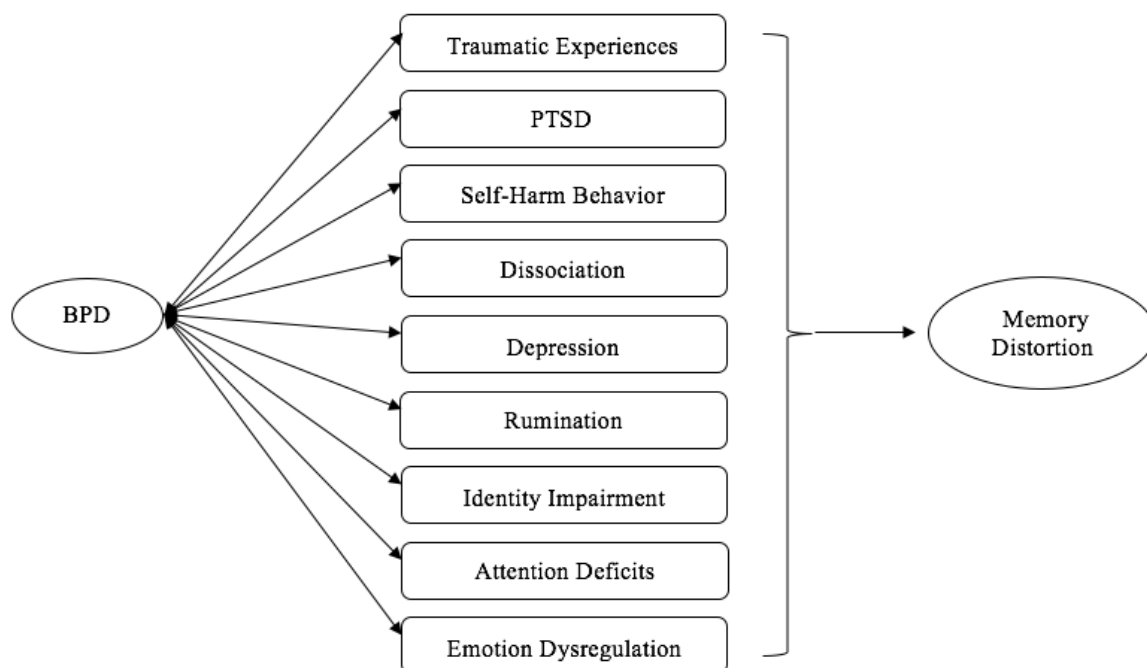 Traumatic Experiences
PTSD
Self-Harm Behavior
Dissociation
BPD
Depression
Memory
Distortion
Rumination
Identity Impairment
Attention Deficits
Emotion Dysregulation